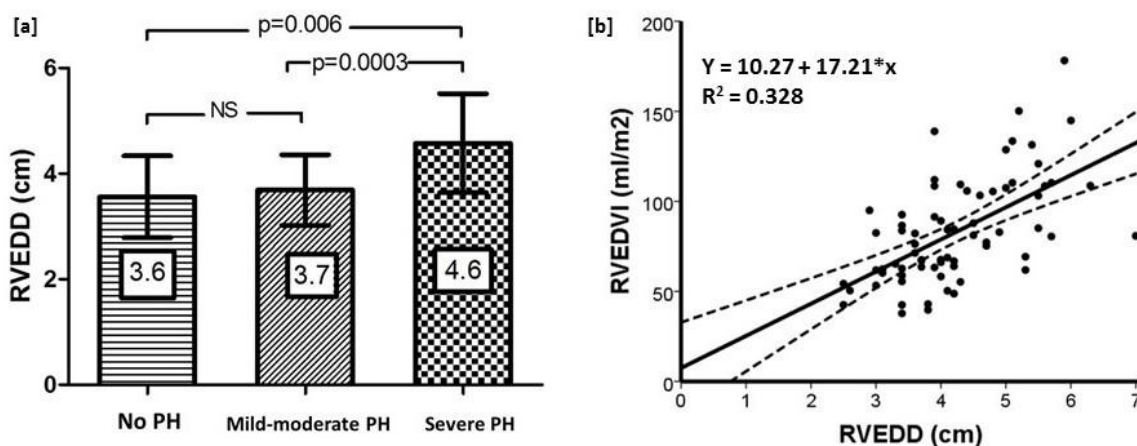 [a]
p=0.006
p=0.0003
NS
RVEDD (cm)
6
4
2
0
3.6
3.7
4.6
No PH
Mild-moderate PH
Severe PH
[b]
Y = 10.27 + 17.21*x
R² = 0.328
RVEDVI (ml/m2)
200
150
100
50
0
0 1 2 3 4 5 6 7
RVEDD (cm)